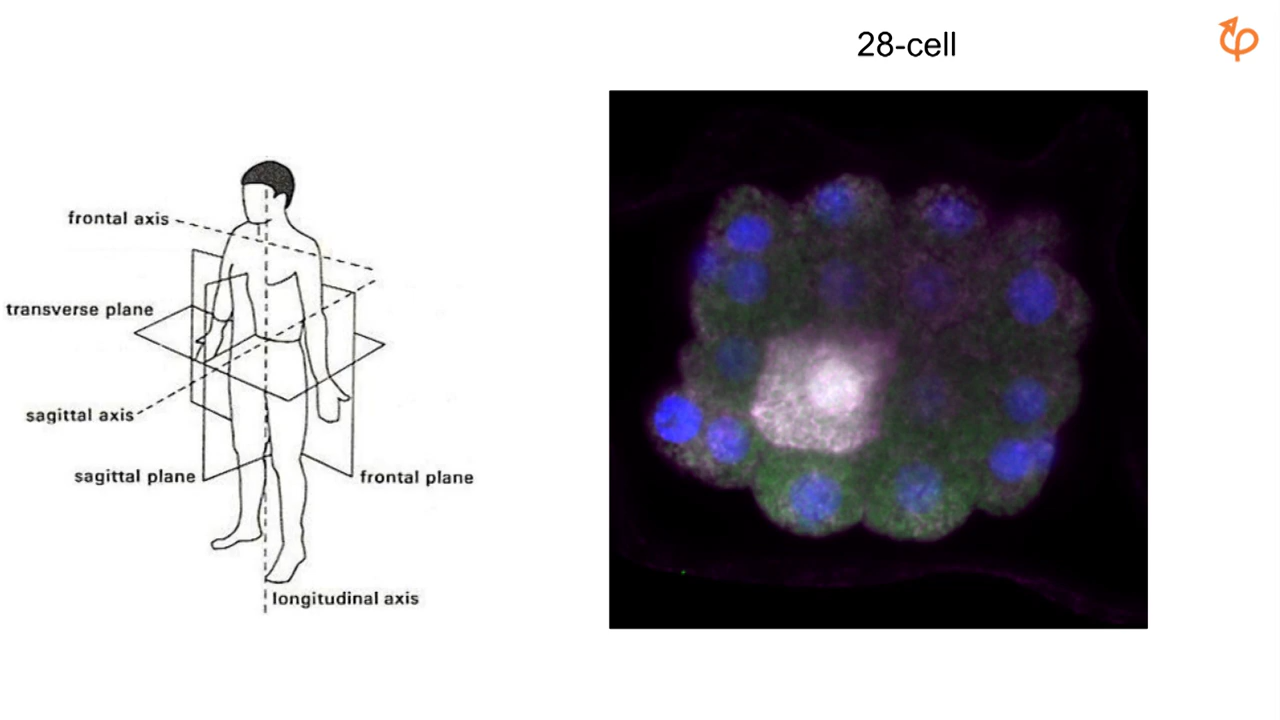 28-cell
frontal axis
transverse plane
sagittal axis
sagittal plane
frontal plane
longitudinal axis